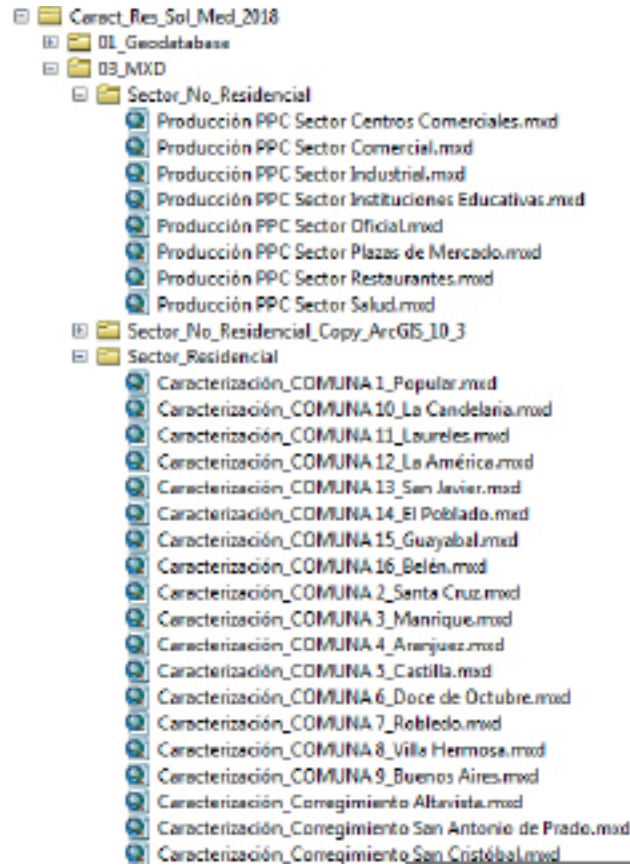 Caract_Res_Sol_Med_2018
01_Geodatabase
03_MXD
Sector_No_Residencial
Producción PPC Sector Centros Comerciales.mxd
Producción PPC Sector Comercial.mxd
Producción PPC Sector Industrial.mxd
Producción PPC Sector Instituciones Educativas.mxd
Producción PPC Sector Oficial.mxd
Producción PPC Sector Plazas de Mercado.mxd
Producción PPC Sector Restaurantes.mxd
Producción PPC Sector Salud.mxd
Sector_No_Residencial_Copy_ArcGIS_10_3
Sector_Residencial
Caracterización_COMUNA 1_Popular.mxd
Caracterización_COMUNA 10_La Candelaria.mxd
Caracterización_COMUNA 11_Laureles.mxd
Caracterización_COMUNA 12_La América.mxd
Caracterización_COMUNA 13_San Javier.mxd
Caracterización_COMUNA 14_El Poblado.mxd
Caracterización_COMUNA 15_Guayabal.mxd
Caracterización_COMUNA 16_Belén.mxd
Caracterización_COMUNA 2_Santa Cruz.mxd
Caracterización_COMUNA 3_Manrique.mxd
Caracterización_COMUNA 4_Aranjuez.mxd
Caracterización_COMUNA 5_Castilla.mxd
Caracterización_COMUNA 6_Doce de Octubre.mxd
Caracterización_COMUNA 7_Robledo.mxd
Caracterización_COMUNA 8_Villa Hermosa.mxd
Caracterización_COMUNA 9_Buenos Aires.mxd
Caracterización_Corregimiento Altavista.mxd
Caracterización_Corregimiento San Antonio de Prado.mxd
Caracterización_Corregimiento San Cristóbal.mxd